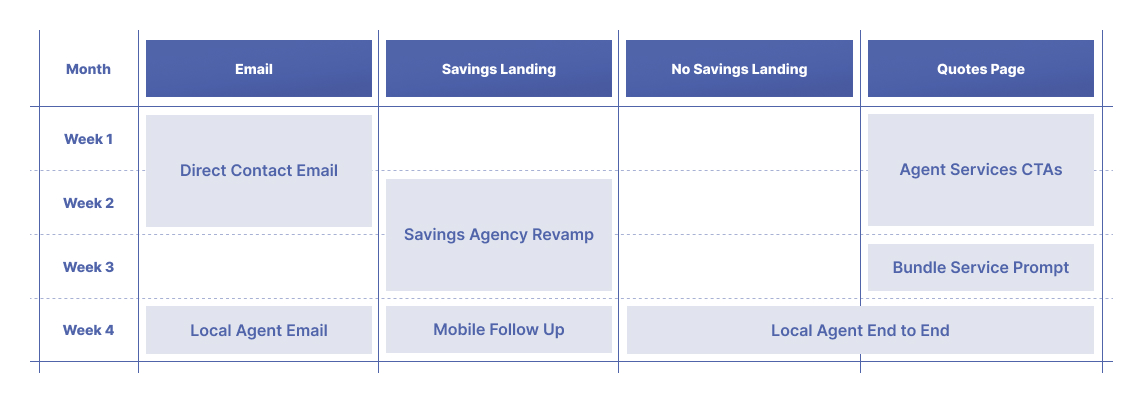 Month
Email
Savings Landing
No Savings Landing
Quotes Page
Week 1
Direct Contact Email
Agent Services CTAs
Week 2
Savings Agency Revamp
Week 3
Bundle Service Prompt
Week 4
Local Agent Email
Mobile Follow Up
Local Agent End to End